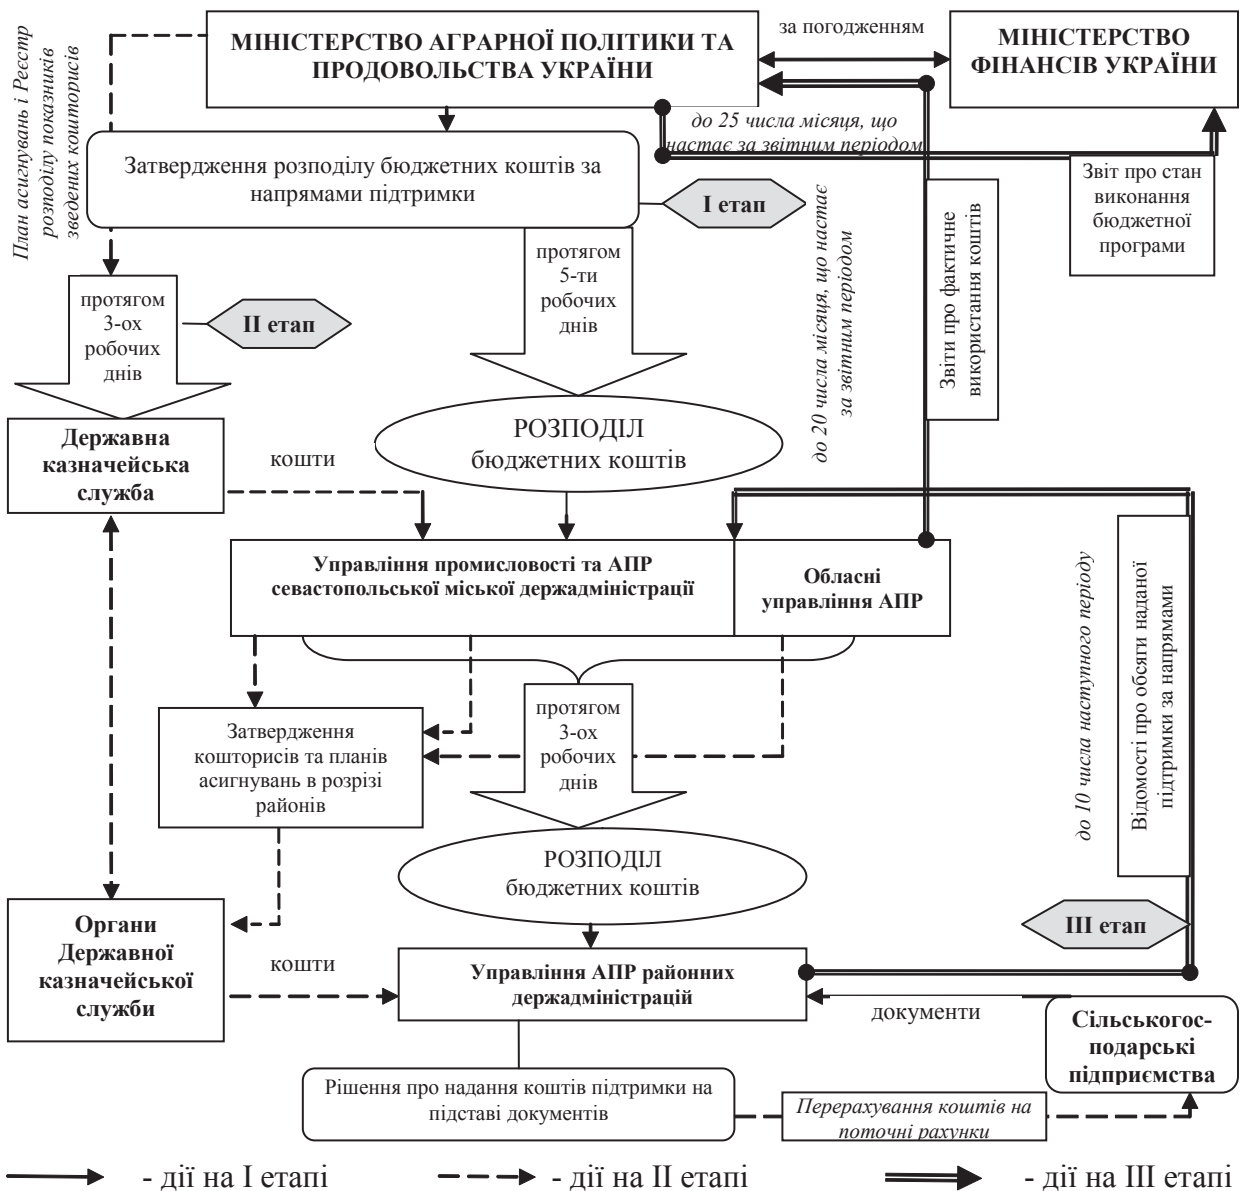 МІНІСТЕРСТВО АГРАРНОЇ ПОЛІТИКИ ТА
ПРОДОВОЛЬСТВА УКРАЇНИ
за погодженням
МІНІСТЕРСТВО
ФІНАНСІВ УКРАЇНИ
План асигнувань і Реєстр
розподілу показників
зведених кошторисів
до 25 числа місяця, що
настає за звітним періодом
Затвердження розподілу бюджетних коштів за
напрямами підтримки
І етап
Звіт про стан
виконання
бюджетної
програми
протягом
5-ти
робочих
днів
до 20 числа місяця, що настає
за звітним періодом
Звіти про фактичне
використання коштів
протягом
3-ох
робочих
днів
ІІ етап
РОЗПОДІЛ
бюджетних коштів
Державна
казначейська
служба
кошти
Управління промисловості та АПР
севастопольської міської держадміністрації
Обласні
управління АПР
до 10 числа наступного періоду
Відомості про обсяги наданої
підтримки за напрямами
протягом
3-ох
робочих
днів
Затвердження
кошторисів та планів
асигнувань в розрізі
районів
РОЗПОДІЛ
бюджетних коштів
Органи
Державної
казначейської
служби
кошти
ІІІ етап
Управління АПР районних
держадміністрацій
документи
Сільськогос-
подарські
підприємства
Рішення про надання коштів підтримки на
підставі документів
Перерахування коштів на
поточні рахунки
- дії на І етапі
- дії на ІІ етапі
- дії на ІІІ етапі